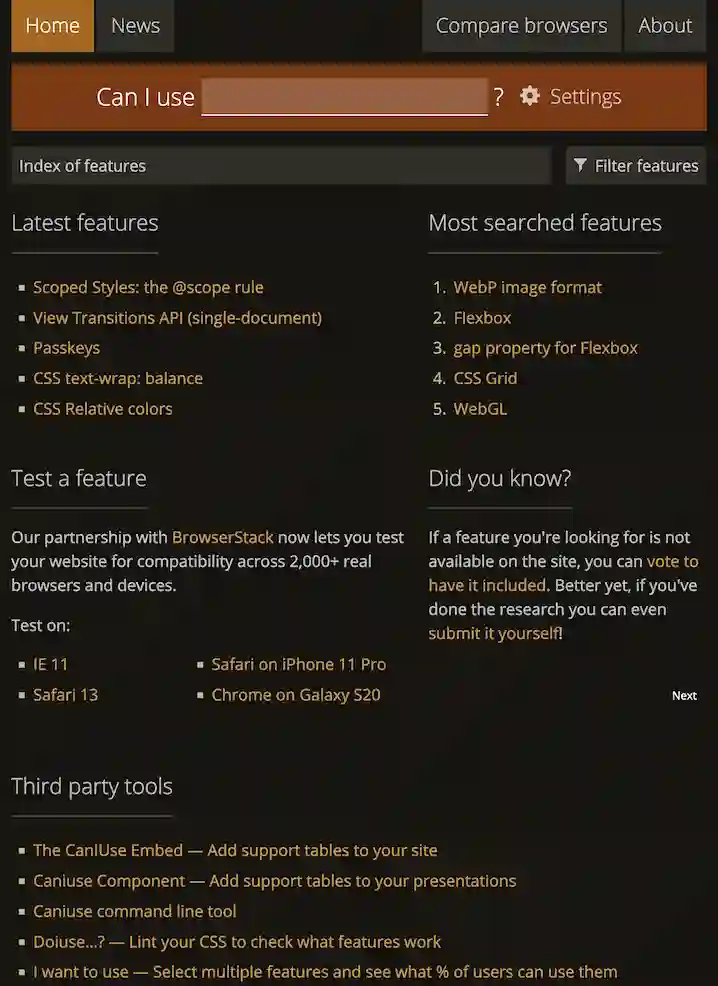 Home News Compare browsers About
Can I use ? Settings
Index of features Filter features
Latest features
Scoped Styles: the @scope rule
View Transitions API (single-document)
Passkeys
CSS text-wrap: balance
CSS Relative colors
Most searched features
1. WebP image format
2. Flexbox
3. gap property for Flexbox
4. CSS Grid
5. WebGL
Test a feature
Our partnership with BrowserStack now lets you test
your website for compatibility across 2,000+ real
browsers and devices.
Test on:
IE 11
Safari 13
Safari on iPhone 11 Pro
Chrome on Galaxy S20
Did you know?
If a feature you're looking for is not
available on the site, you can vote to
have it included. Better yet, if you've
done the research you can even
submit it yourself!
Next
Third party tools
The CanIUse Embed — Add support tables to your site
Caniuse Component — Add support tables to your presentations
Caniuse command line tool
Doiuse...? — Lint your CSS to check what features work
I want to use — Select multiple features and see what % of users can use them